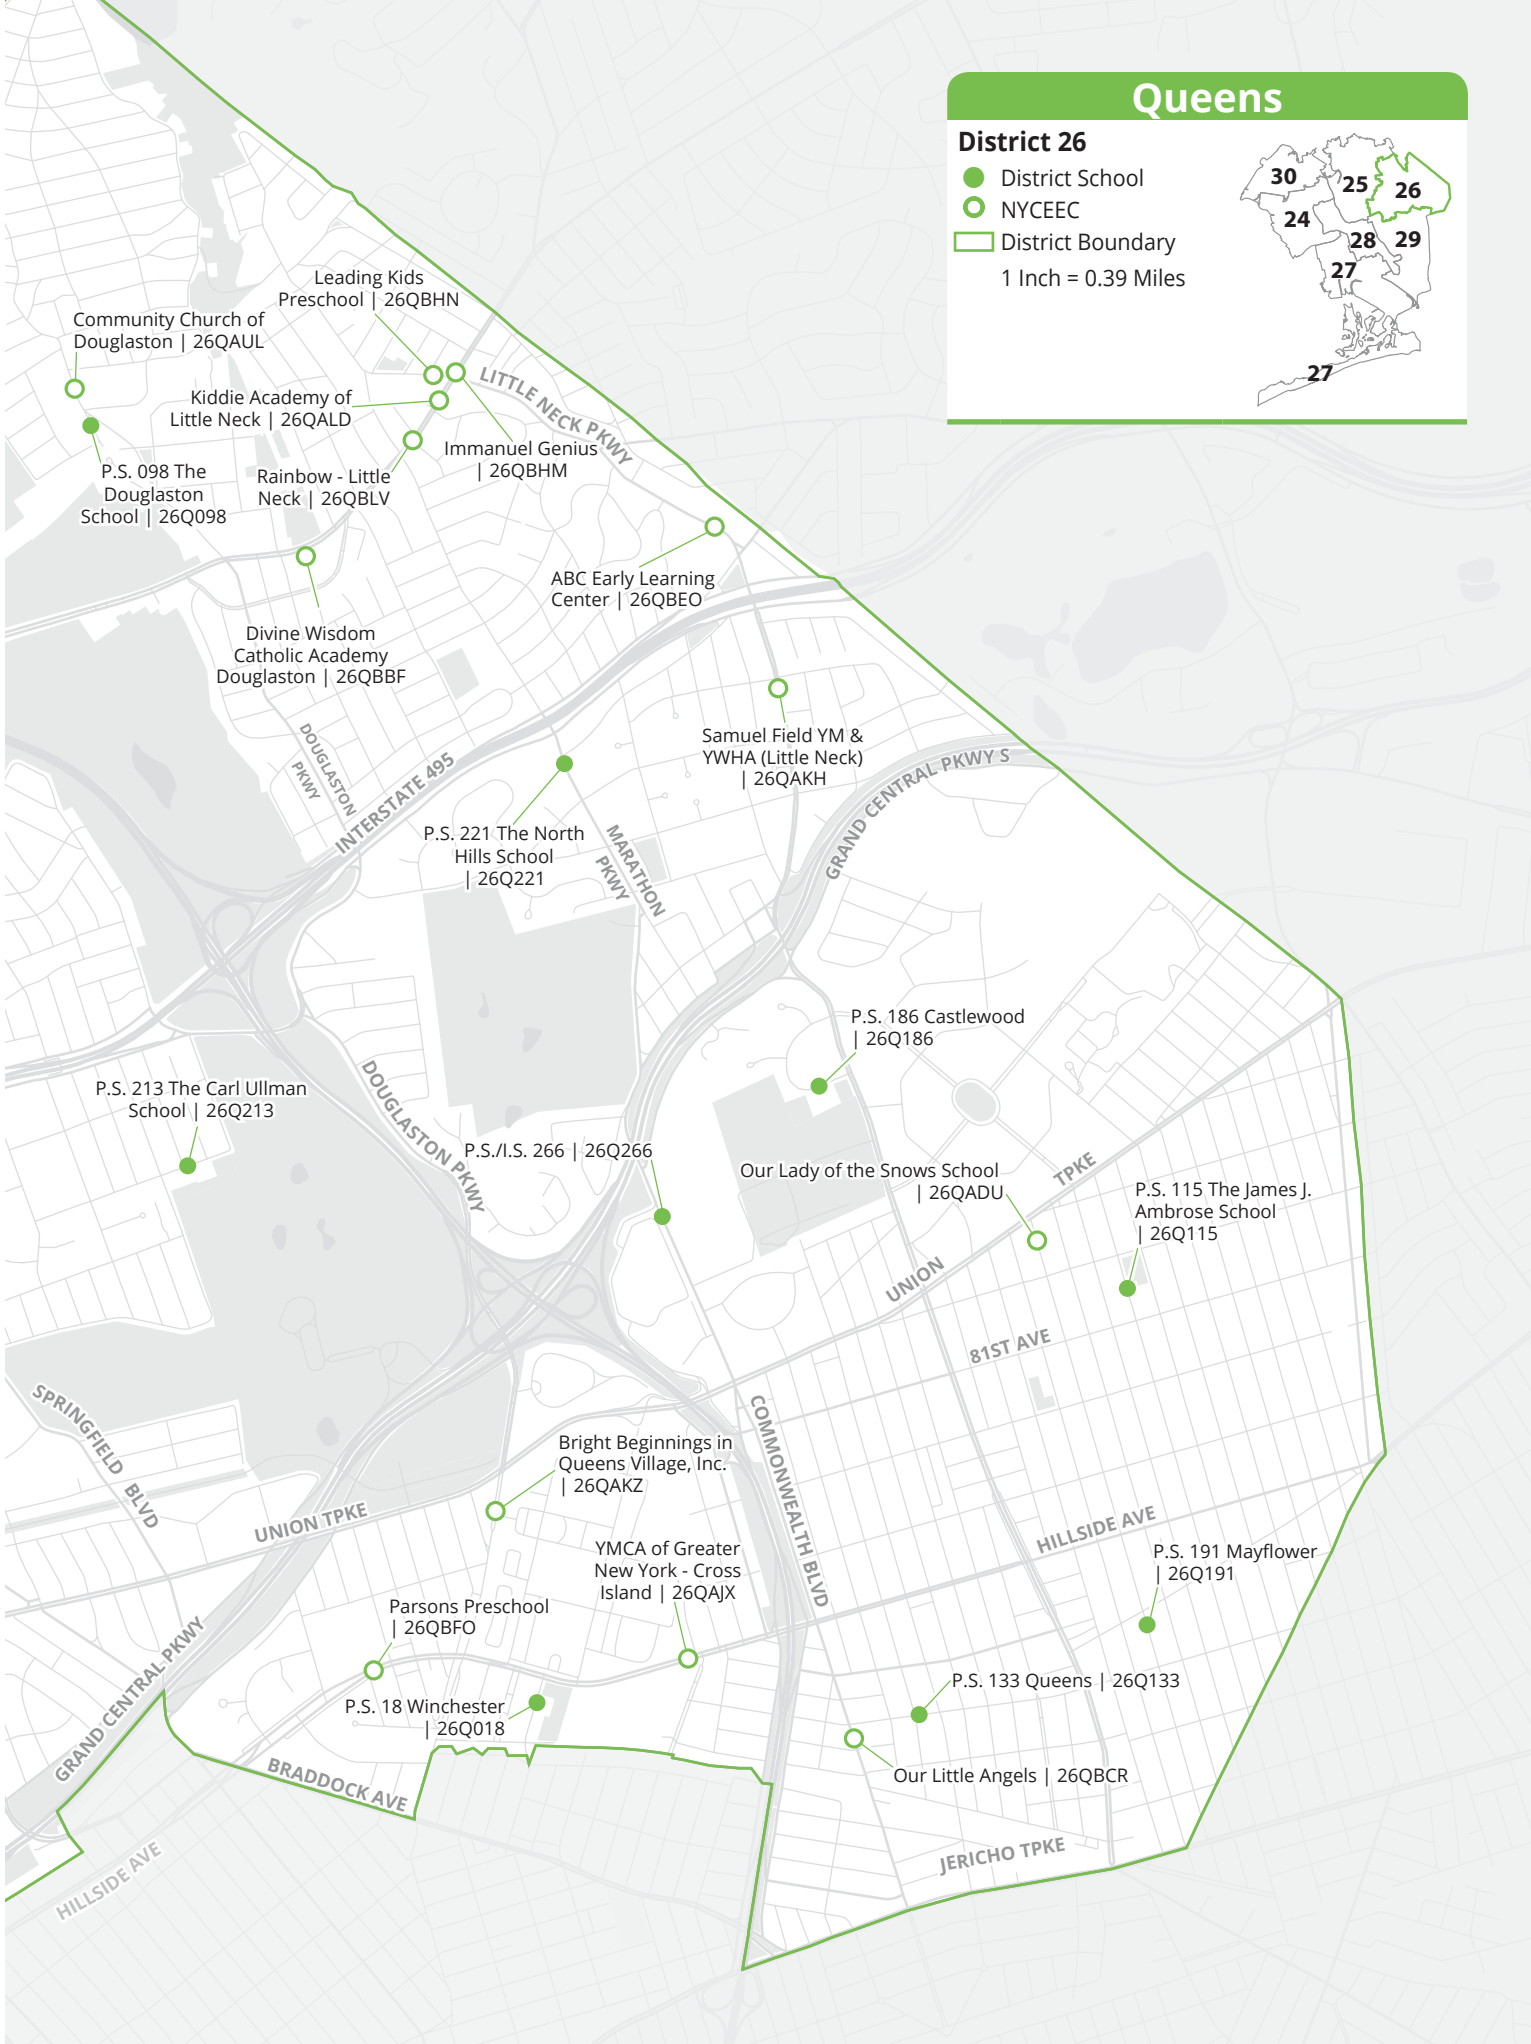 Queens
District 26
District School
NYCEEC
District Boundary
1 Inch = 0.39 Miles
30
25
26
24
28
29
27
27
Leading Kids
Preschool | 26QBHN
Community Church of
Douglaston | 26QAUL
Kiddie Academy of
Little Neck | 26QALD
LITTLE NECK PKWY
Immanuel Genius
| 26QBHM
P.S. 098 The
Douglaston
School | 26Q098
Rainbow - Little
Neck | 26QBLV
ABC Early Learning
Center | 26QBEO
Divine Wisdom
Catholic Academy
Douglaston | 26QBBF
DOUGLASTON
PKWY
INTERSTATE 495
Samuel Field YM &
YWHA (Little Neck)
| 26QAKH
GRAND CENTRAL PKWY S
P.S. 221 The North
Hills School
| 26Q221
MARATHON
PKWY
P.S. 186 Castlewood
| 26Q186
P.S. 213 The Carl Ullman
School | 26Q213
DOUGLASTON PKWY
P.S./I.S. 266 | 26Q266
Our Lady of the Snows School
| 26QADU
TPKE
P.S. 115 The James J.
Ambrose School
| 26Q115
UNION
81ST AVE
SPRINGFIELD BLVD
COMMONWEALTH BLVD
Bright Beginnings in
Queens Village, Inc.
| 26QAKZ
UNION TPKE
HILLSIDE AVE
YMCA of Greater
New York - Cross
Island | 26QAJX
P.S. 191 Mayflower
| 26Q191
Parsons Preschool
| 26QBFO
GRAND CENTRAL PKWY
P.S. 133 Queens | 26Q133
P.S. 18 Winchester
| 26Q018
Our Little Angels | 26QBCR
BRADDOCK AVE
JERICHO TPKE
HILLSIDE AVE